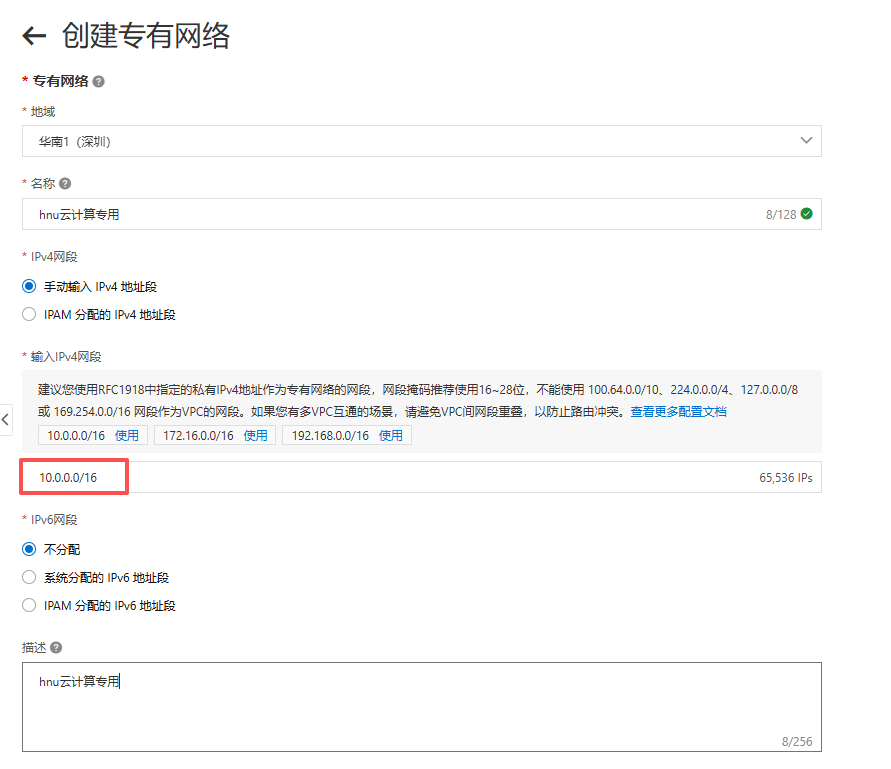 创建专有网络
* 专有网络
* 地域
华南1（深圳）
* 名称
hnu云计算专用 8/128
* IPv4网段
手动输入 IPv4 地址段
IPAM 分配的 IPv4 地址段
* 输入IPv4网段
建议您使用RFC1918中指定的私有IPv4地址作为专有网络的网段，网段掩码推荐使用16~28位，不能使用 100.64.0.0/10、224.0.0.0/4、127.0.0.0/8
或 169.254.0.0/16 网段作为VPC的网段。如果您有多VPC互通的场景，请避免VPC间网段重叠，以防止路由冲突。查看更多配置文档
10.0.0.0/16 使用 172.16.0.0/16 使用 192.168.0.0/16 使用
10.0.0.0/16 65,536 IPs
* IPv6网段
不分配
系统分配的 IPv6 地址段
IPAM 分配的 IPv6 地址段
描述
hnu云计算专用
8/256